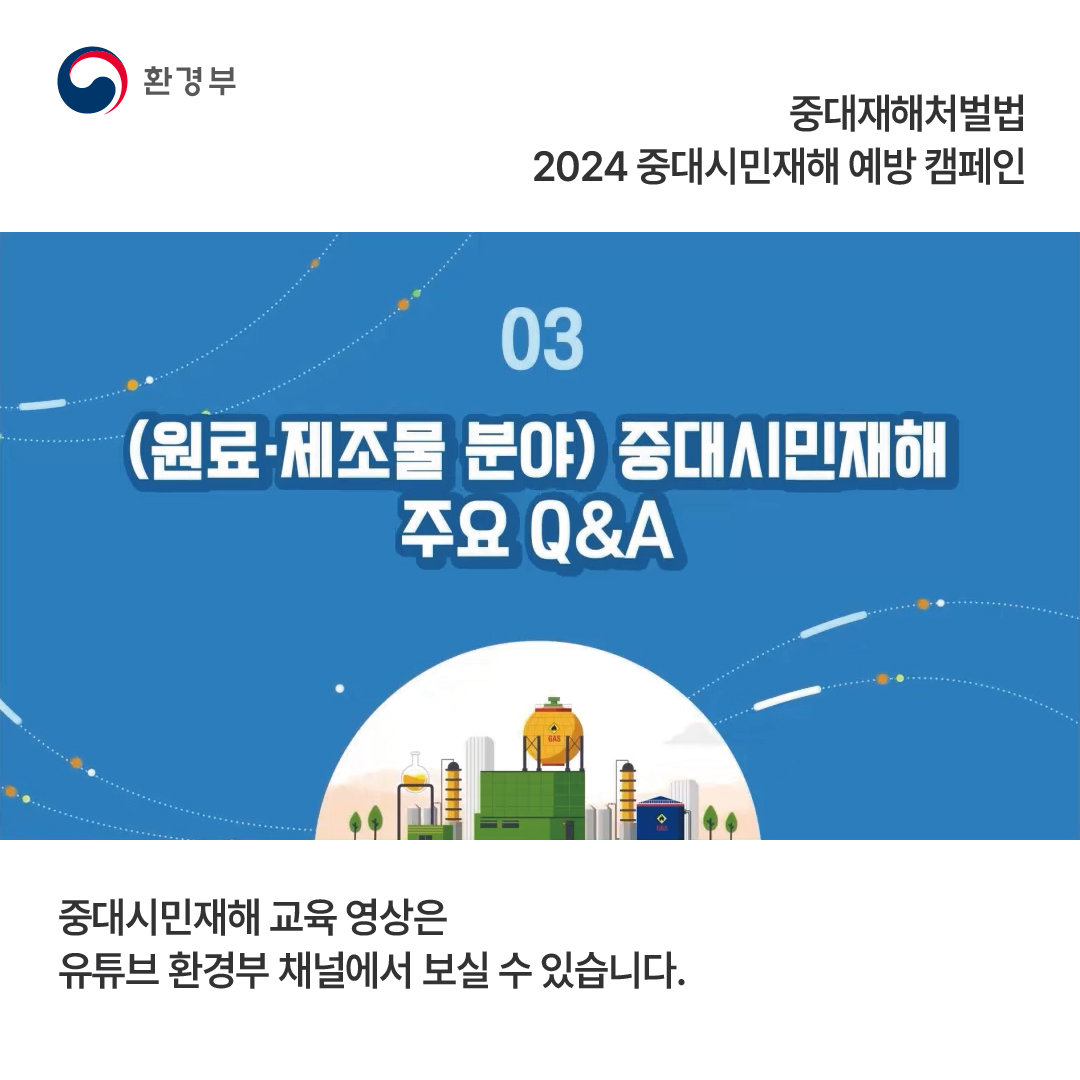 환경부
중대재해처벌법
2024 중대시민재해 예방 캠페인
03
(원료·제조물 분야) 중대시민재해
주요 Q&A
GAS
GAS
중대시민재해 교육 영상은
유튜브 환경부 채널에서 보실 수 있습니다.